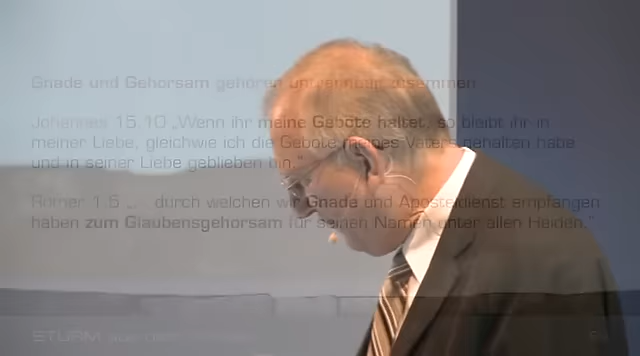 Gnade und Gehorsam gehören untrennbar zusammen
Johannes 15,10 „Wenn ihr meine Gebote haltet, so bleibt ihr in
meiner Liebe, gleichwie ich die Gebote meines Vaters gehalten habe
und in seiner Liebe geblieben bin."
Römer 1,5 „... durch welchen wir Gnade und Aposteldienst empfangen
haben zum Glaubensgehorsam für seinen Namen unter allen Heiden."
STURM